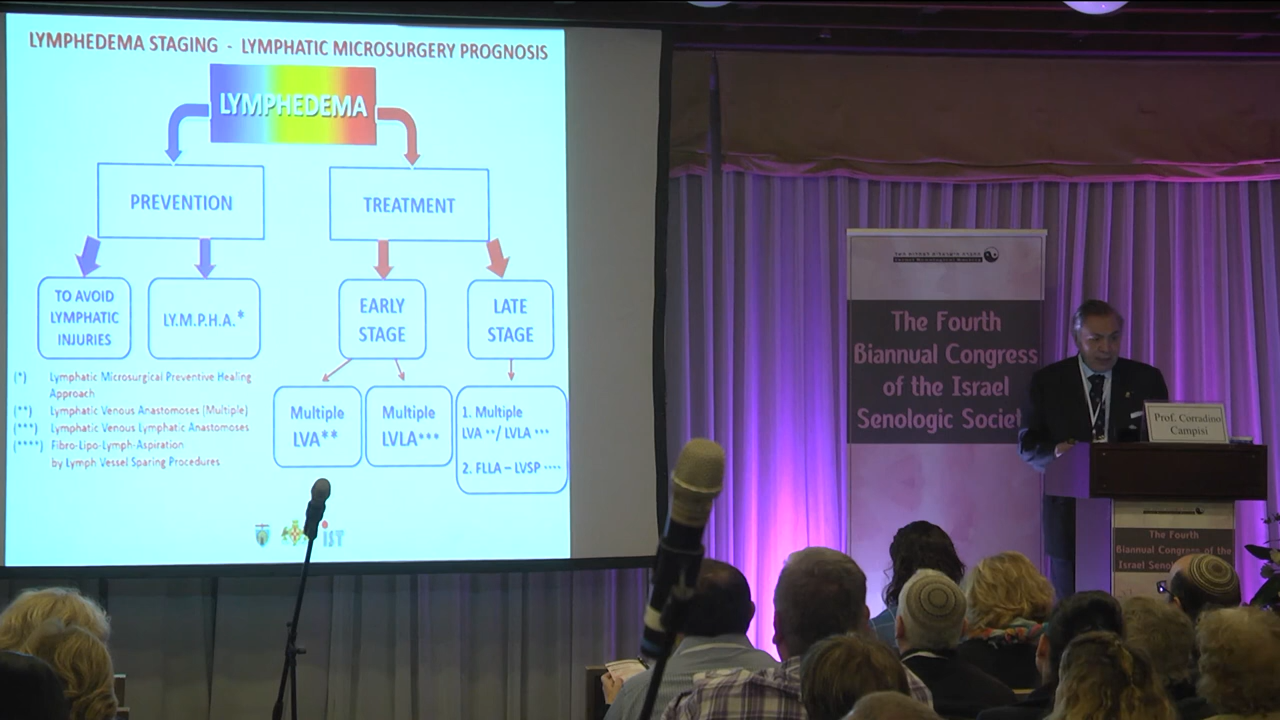 LYMPHEDEMA STAGING - LYMPHATIC MICROSURGERY PROGNOSIS
LYMPHEDEMA
PREVENTION
TREATMENT
TO AVOID
LYMPHATIC
INJURIES
LY.M.P.H.A.*
EARLY
STAGE
LATE
STAGE
Multiple
LVA**
Multiple
LVLA***
1. Multiple
LVA **/ LVLA ***
2. FLLA – LVSP ****
(*) Lymphatic Microsurgical Preventive Healing
Approach
(**) Lymphatic Venous Anastomoses (Multiple)
(***) Lymphatic Venous Lymphatic Anastomoses
(****) Fibro-Lipo-Lymph-Aspiration
by Lymph Vessel Sparing Procedures
IST
The Fourth
Biannual Congress
of the Israel
Senologic Societ
Prof. Corradino
Campisi
The Fourth
Biannual Congress of the
Israel